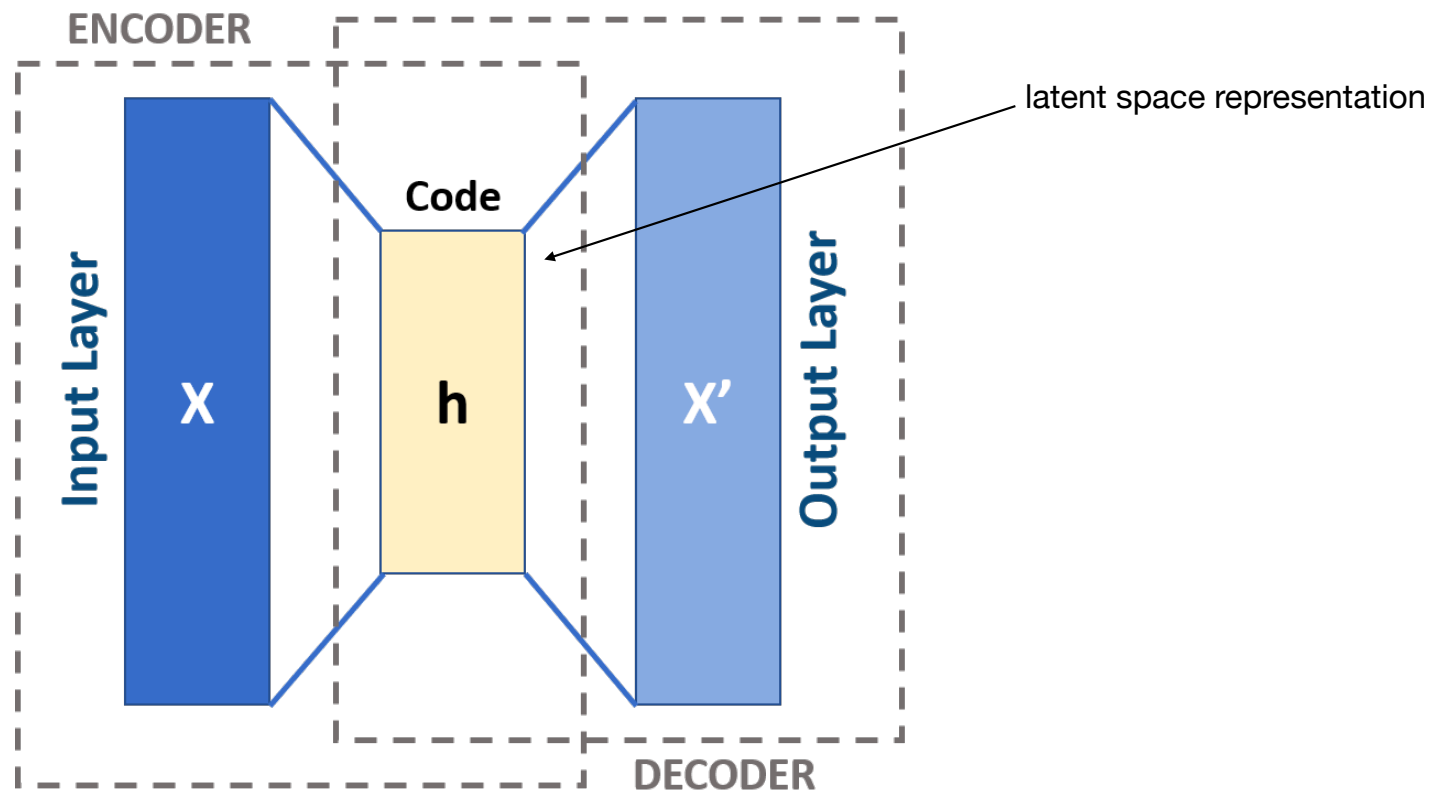 ENCODER
latent space representation
Code
Input Layer
X
h
X’
Output Layer
DECODER